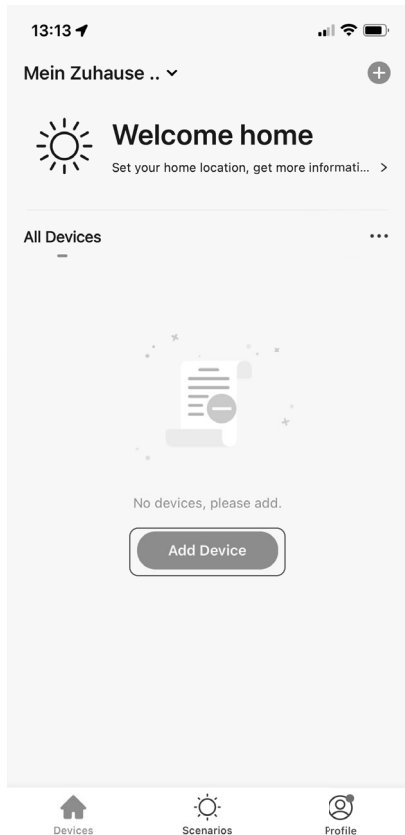 13:13
Mein Zuhause ..
Welcome home
Set your home location, get more informati... >
All Devices
No devices, please add.
Add Device
Devices
Scenarios
Profile